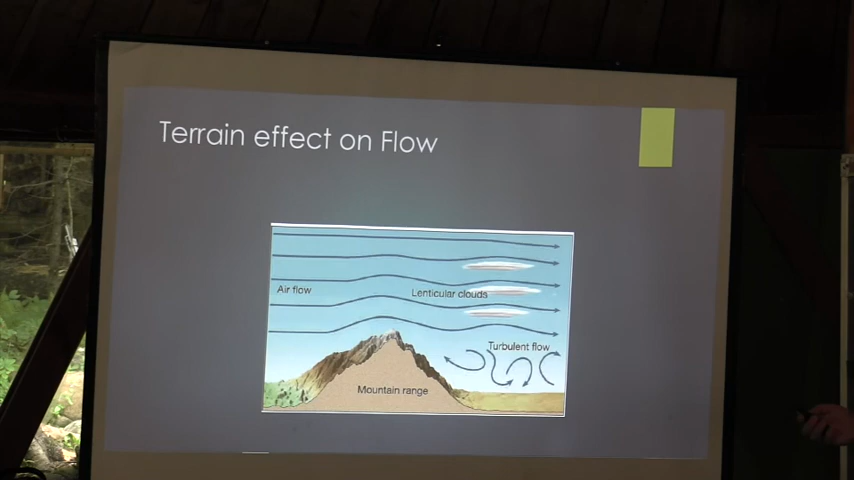 Terrain effect on Flow
Air flow
Lenticular clouds
Turbulent flow
Mountain range